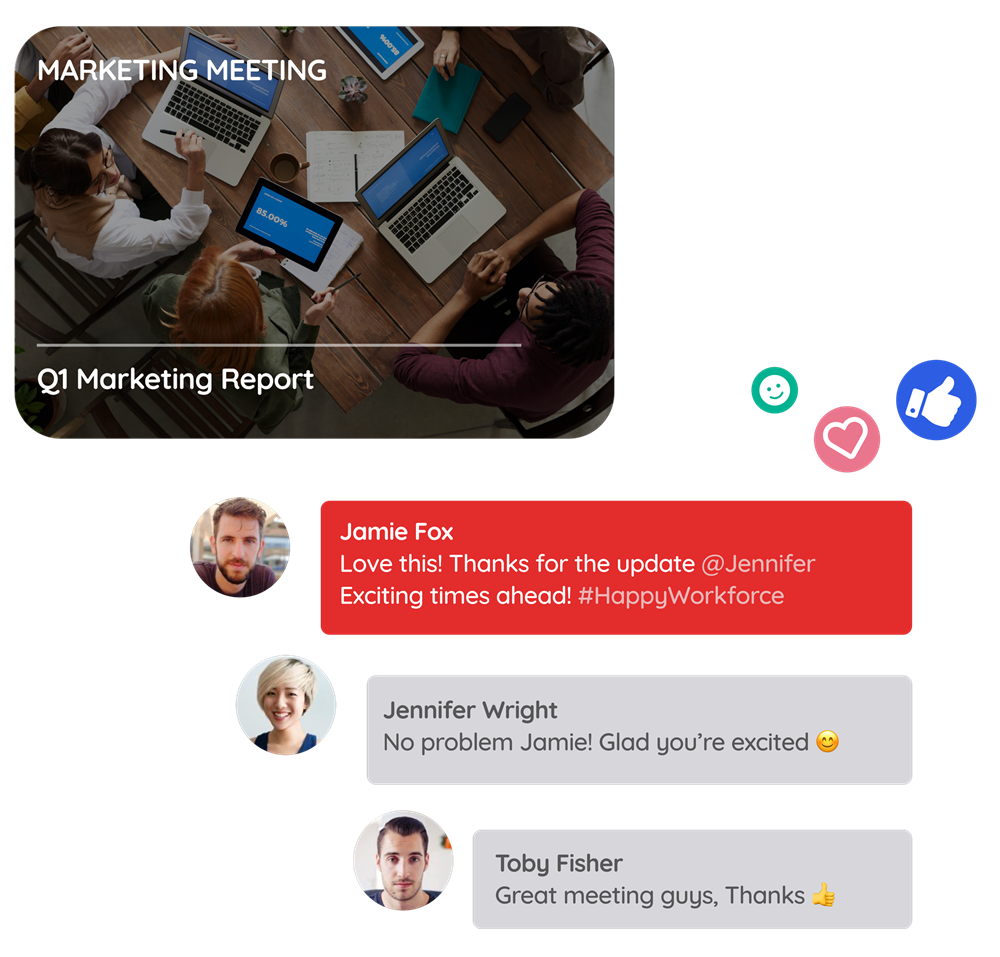 MARKETING MEETING
85.00%
Q1 Marketing Report
Jamie Fox
Love this! Thanks for the update @Jennifer
Exciting times ahead! #HappyWorkforce
Jennifer Wright
No problem Jamie! Glad you’re excited 😊
Toby Fisher
Great meeting guys, Thanks 👍